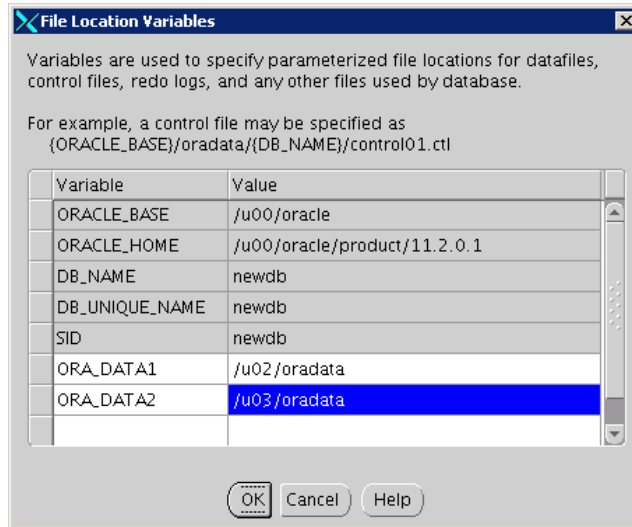 File Location Variables
Variables are used to specify parameterized file locations for datafiles,
control files, redo logs, and any other files used by database.
For example, a control file may be specified as
{ORACLE_BASE}/oradata/{DB_NAME}/control01.ctl
Variable Value
ORACLE_BASE /u00/oracle
ORACLE_HOME /u00/oracle/product/11.2.0.1
DB_NAME newdb
DB_UNIQUE_NAME newdb
SID newdb
ORA_DATA1 /u02/oradata
ORA_DATA2 /u03/oradata
OK Cancel Help